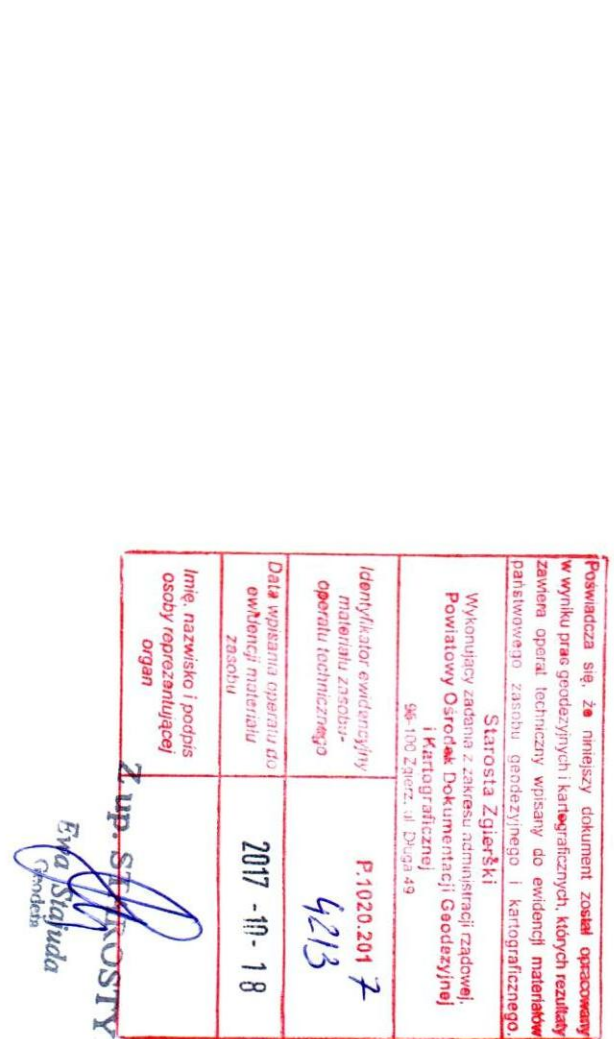 Poświadcza się, że niniejszy dokument został opracowany
w wyniku prac geodezyjnych i kartograficznych, których rezultaty
zawiera operat techniczny wpisany do ewidencji materiałów
państwowego zasobu geodezyjnego i kartograficznego.
Starosta Zgierski
Wykonujący zadania z zakresu administracji rządowej,
Powiatowy Ośrodek Dokumentacji Geodezyjnej
i Kartograficznej
95-100 Zgierz, ul. Długa 49
Identyfikator ewidencyjny
materiału zasobu-
operatu technicznego
P.1020.2017
4213
Data wpisania operatu do
ewidencji materiału
zasobu
2017 -10- 18
Imię, nazwisko i podpis
osoby reprezentującej
organ
Z up. STAROSTY
Ewa Stajuda
Geodeta